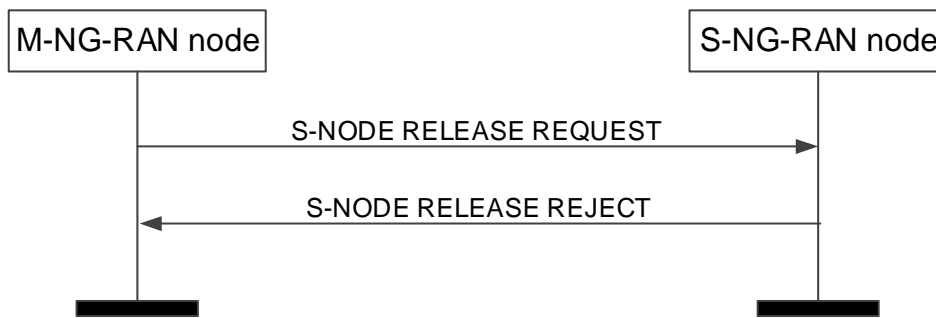 M-NG-RAN node
S-NG-RAN node
S-NODE RELEASE REQUEST
S-NODE RELEASE REJECT